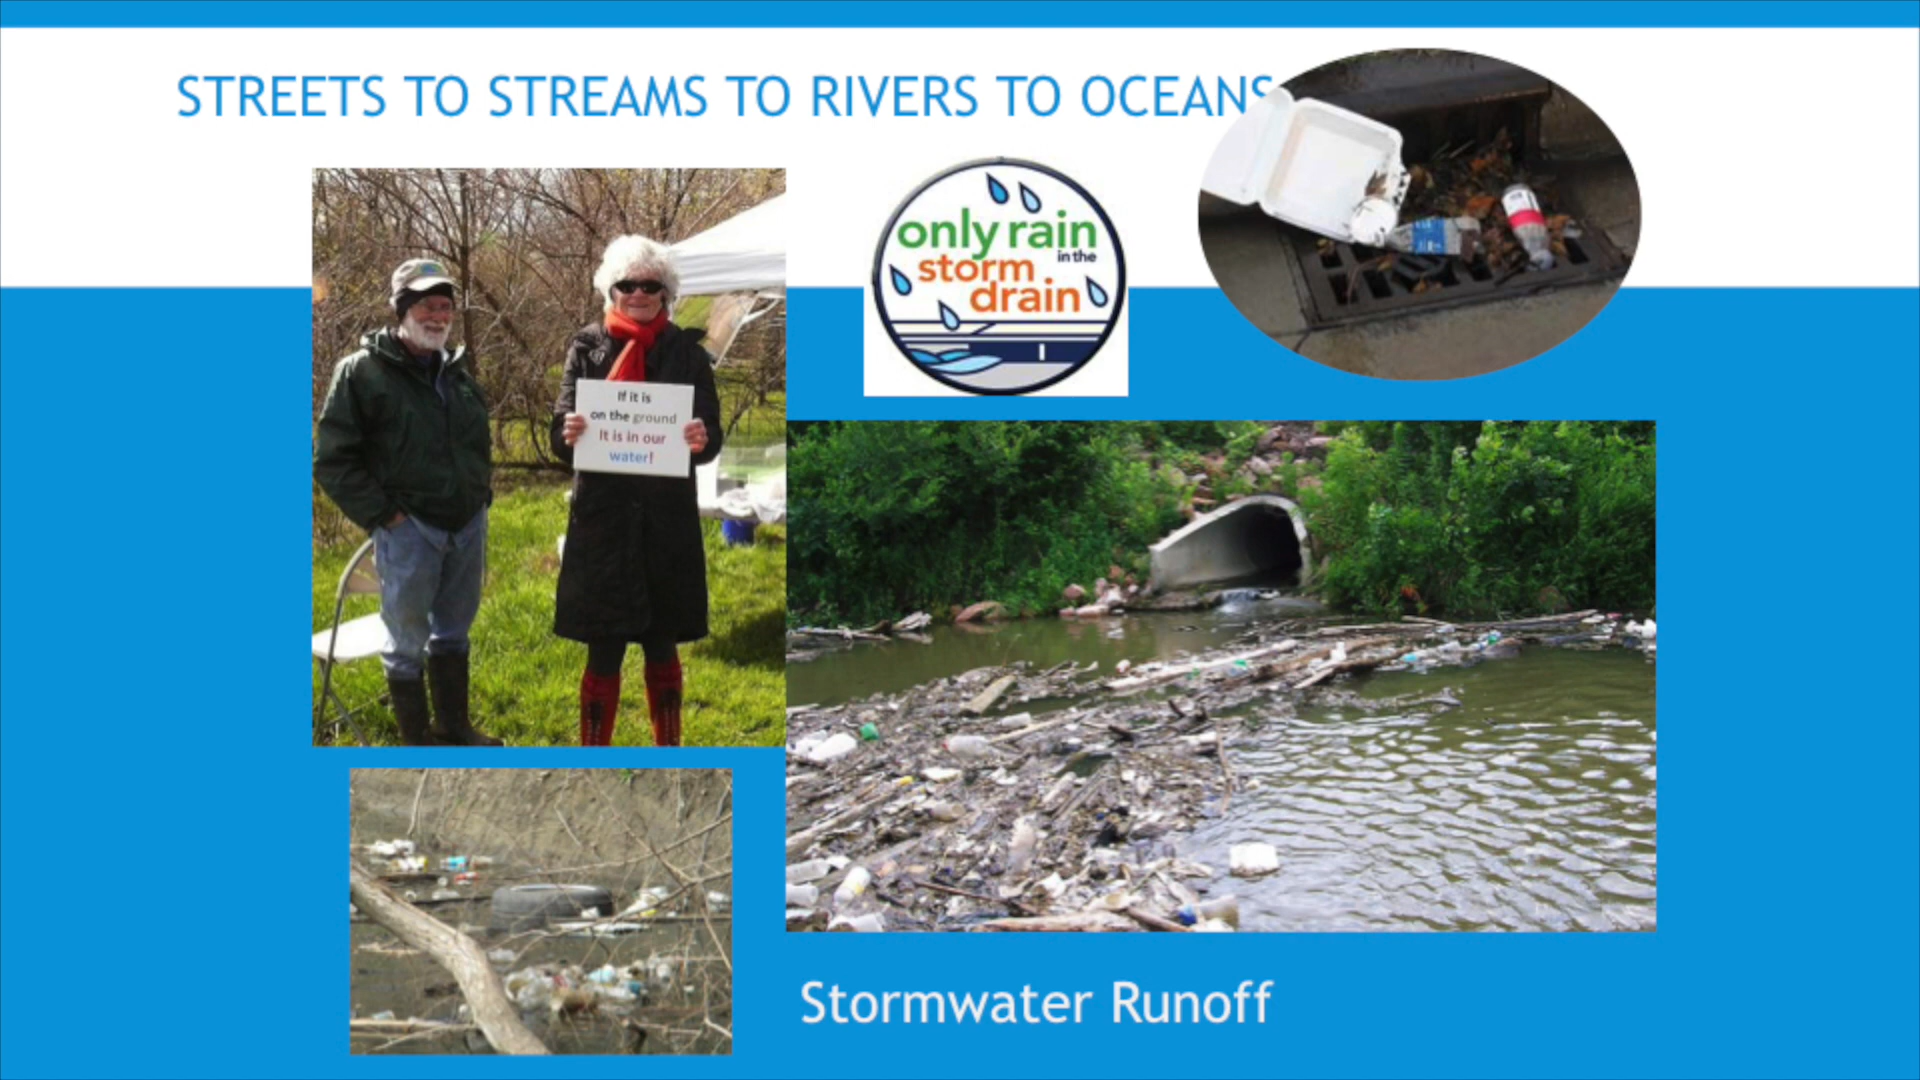 STREETS TO STREAMS TO RIVERS TO OCEANS
only rain
in the
storm
drain
If it is
on the ground
It is in our
water!
Stormwater Runoff